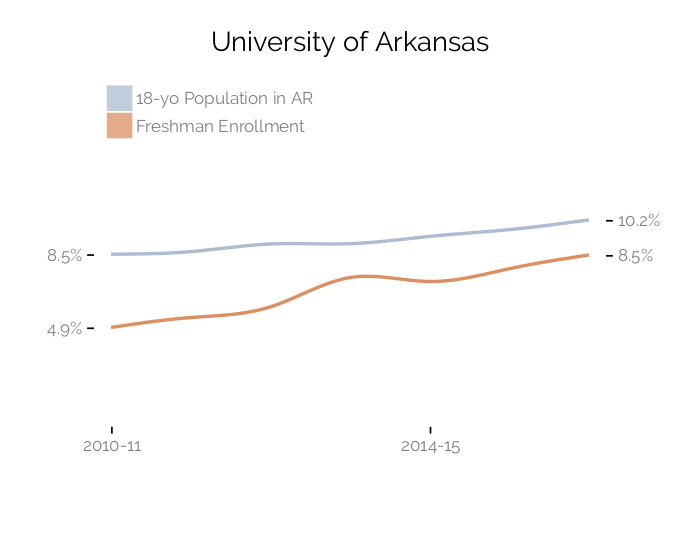 University of Arkansas
18-yo Population in AR
Freshman Enrollment
10.2%
8.5%
8.5%
4.9%
2010-11
2014-15